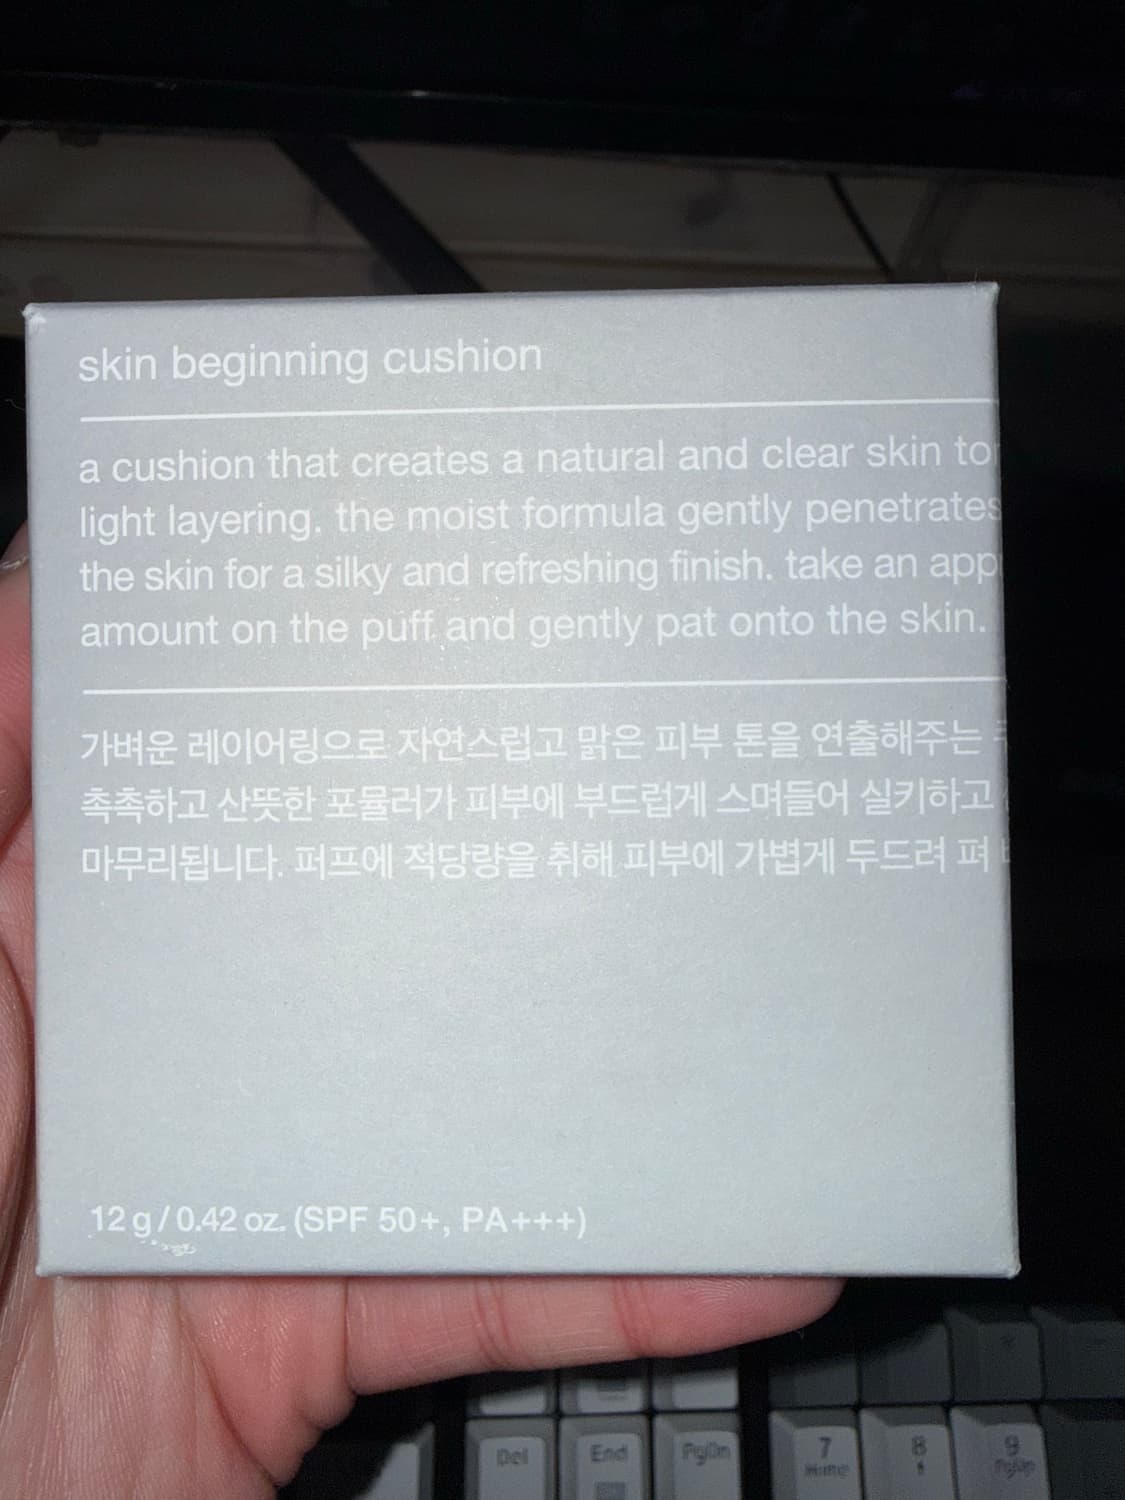 skin beginning cushion
a cushion that creates a natural and clear skin to
light layering. the moist formula gently penetrates
the skin for a silky and refreshing finish. take an app
amount on the puff and gently pat onto the skin.
가벼운 레이어링으로 자연스럽고 맑은 피부 톤을 연출해주는
촉촉하고 산뜻한 포뮬러가 피부에 부드럽게 스며들어 실키하고
마무리됩니다. 퍼프에 적당량을 취해 피부에 가볍게 두드려 펴
12 g / 0.42 oz. (SPF 50+, PA+++)
Del End PgDn 7 8 9
Home PgUp